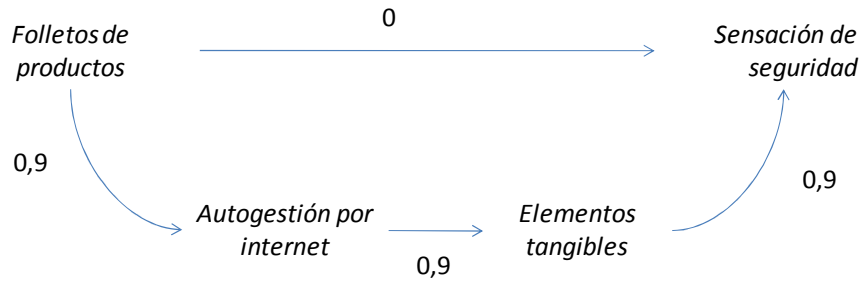 0
Folletos de
productos
Sensación de
seguridad
0,9
0,9
Autogestión por
internet
Elementos
tangibles
0,9